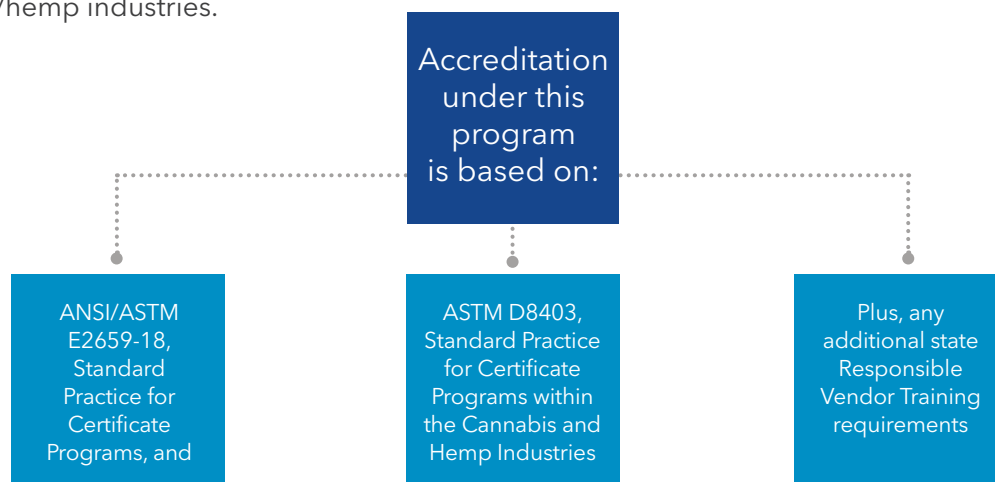 /hemp industries.
Accreditation
under this
program
is based on:
ANSI/ASTM
E2659-18,
Standard
Practice for
Certificate
Programs, and
ASTM D8403,
Standard Practice
for Certificate
Programs within
the Cannabis and
Hemp Industries
Plus, any
additional state
Responsible
Vendor Training
requirements